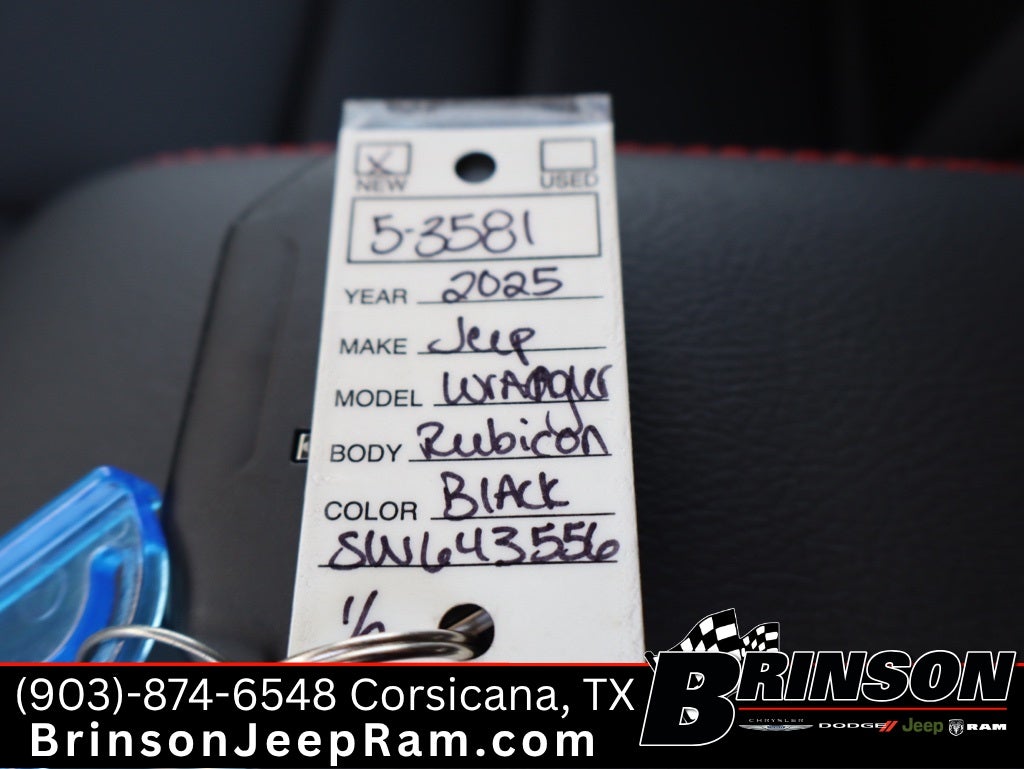 NEW USED
5-3581
YEAR 2025
MAKE Jeep
MODEL Wrangler
BODY Rubicon
COLOR Black
SW643556
(903)-874-6548 Corsicana, TX
BrinsonJeepRam.com
BRINSON
CHRYSLER DODGE Jeep RAM